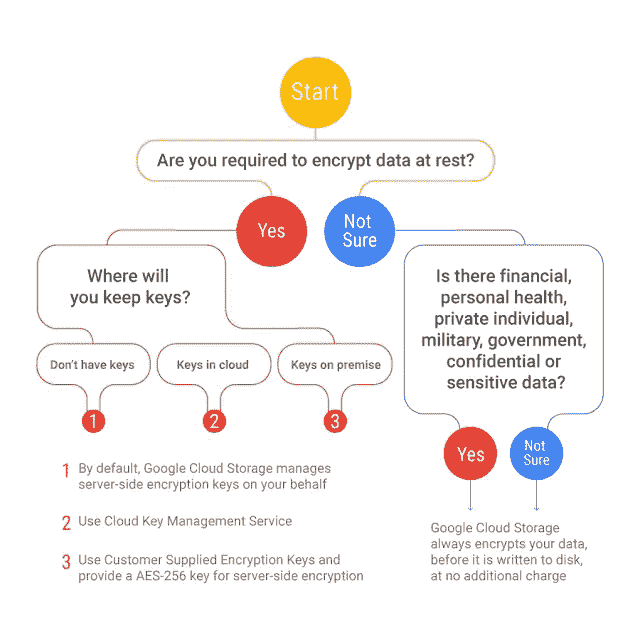 Start
Are you required to encrypt data at rest?
Yes
Not
Sure
Where will
you keep keys?
Is there financial,
personal health,
private individual,
military, government,
confidential or
sensitive data?
Don't have keys
Keys in cloud
Keys on premise
1
2
3
Yes
Not
Sure
1 By default, Google Cloud Storage manages
server-side encryption keys on your behalf
2 Use Cloud Key Management Service
3 Use Customer Supplied Encryption Keys and
provide a AES-256 key for server-side encryption
Google Cloud Storage
always encrypts your data,
before it is written to disk,
at no additional charge